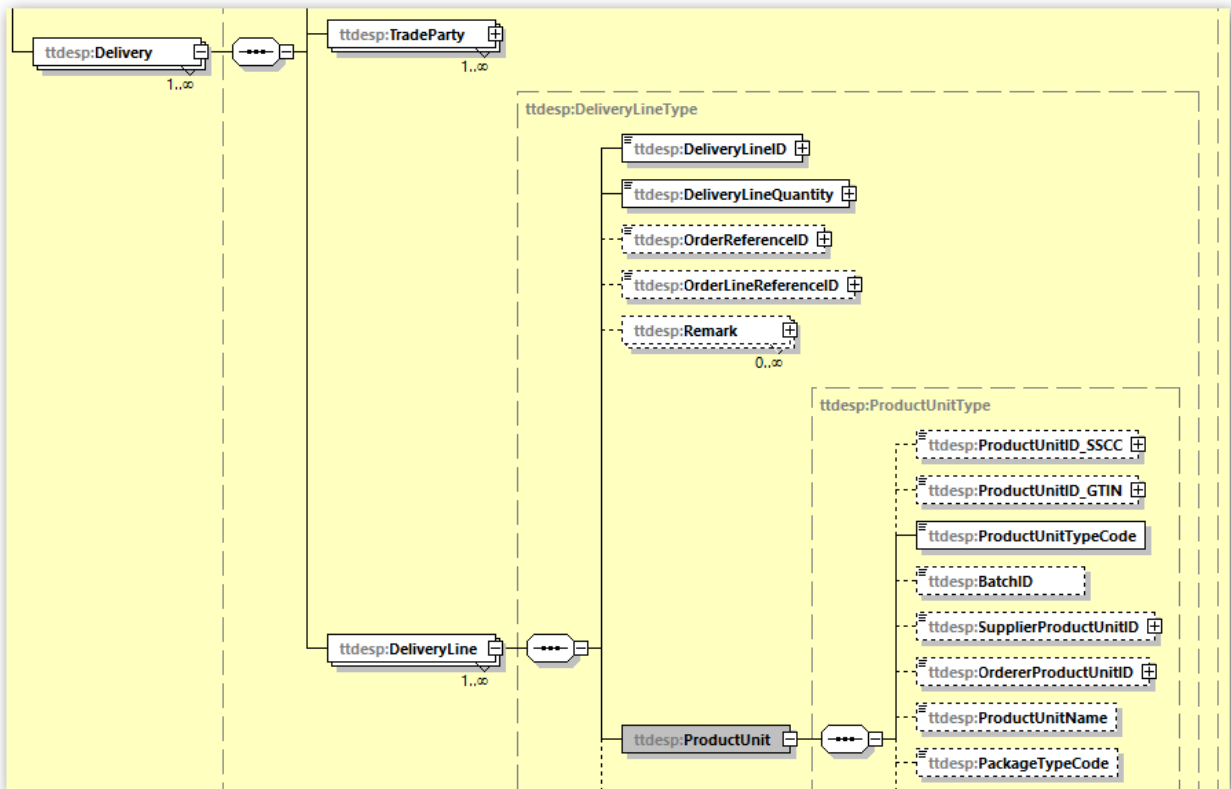 ttdesp:TradeParty
1..∞
ttdesp:Delivery
1..∞
ttdesp:DeliveryLineType
ttdesp:DeliveryLineID
ttdesp:DeliveryLineQuantity
ttdesp:OrderReferenceID
ttdesp:OrderLineReferenceID
ttdesp:Remark
0..∞
ttdesp:ProductUnitType
ttdesp:ProductUnitID_SSCC
ttdesp:ProductUnitID_GTIN
ttdesp:ProductUnitTypeCode
ttdesp:BatchID
ttdesp:SupplierProductUnitID
ttdesp:DeliveryLine
1..∞
ttdesp:OrdererProductUnitID
ttdesp:ProductUnitName
ttdesp:ProductUnit
ttdesp:PackageTypeCode